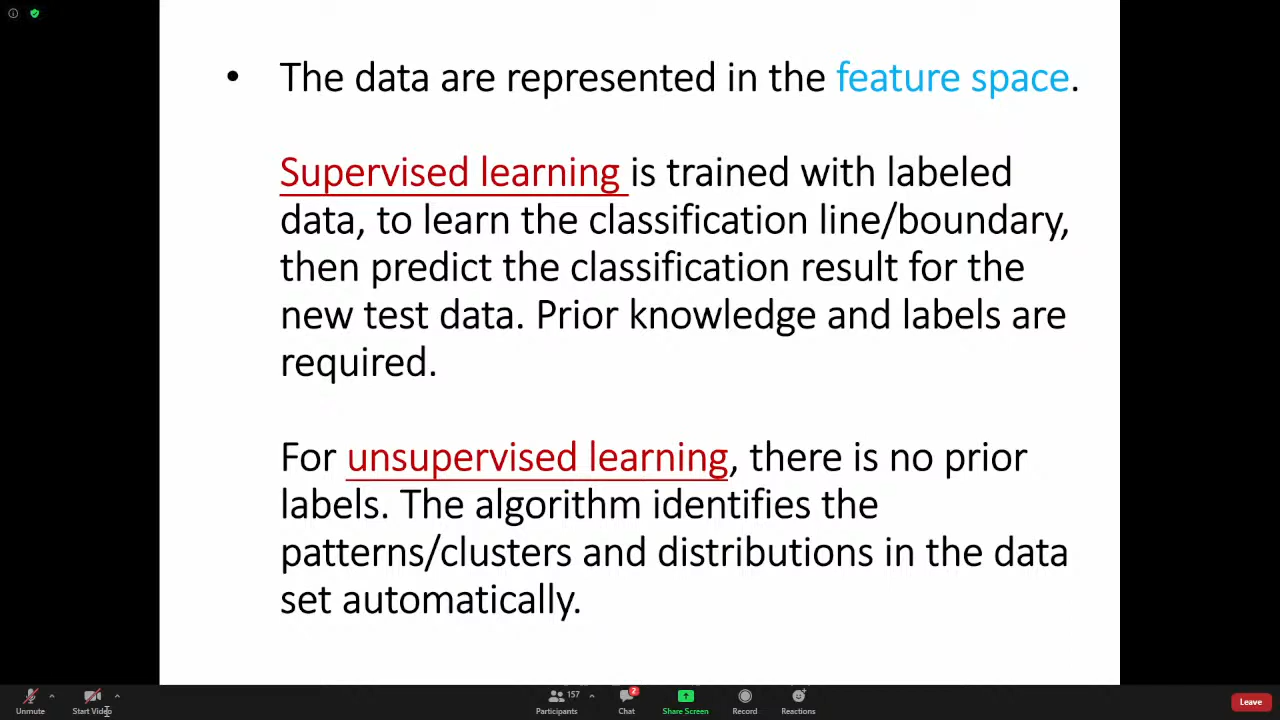 • The data are represented in the feature space.
Supervised learning is trained with labeled
data, to learn the classification line/boundary,
then predict the classification result for the
new test data. Prior knowledge and labels are
required.
For unsupervised learning, there is no prior
labels. The algorithm identifies the
patterns/clusters and distributions in the data
set automatically.
157
2
Unmute
Start Video
Participants
Chat
Share Screen
Record
Reactions
Leave